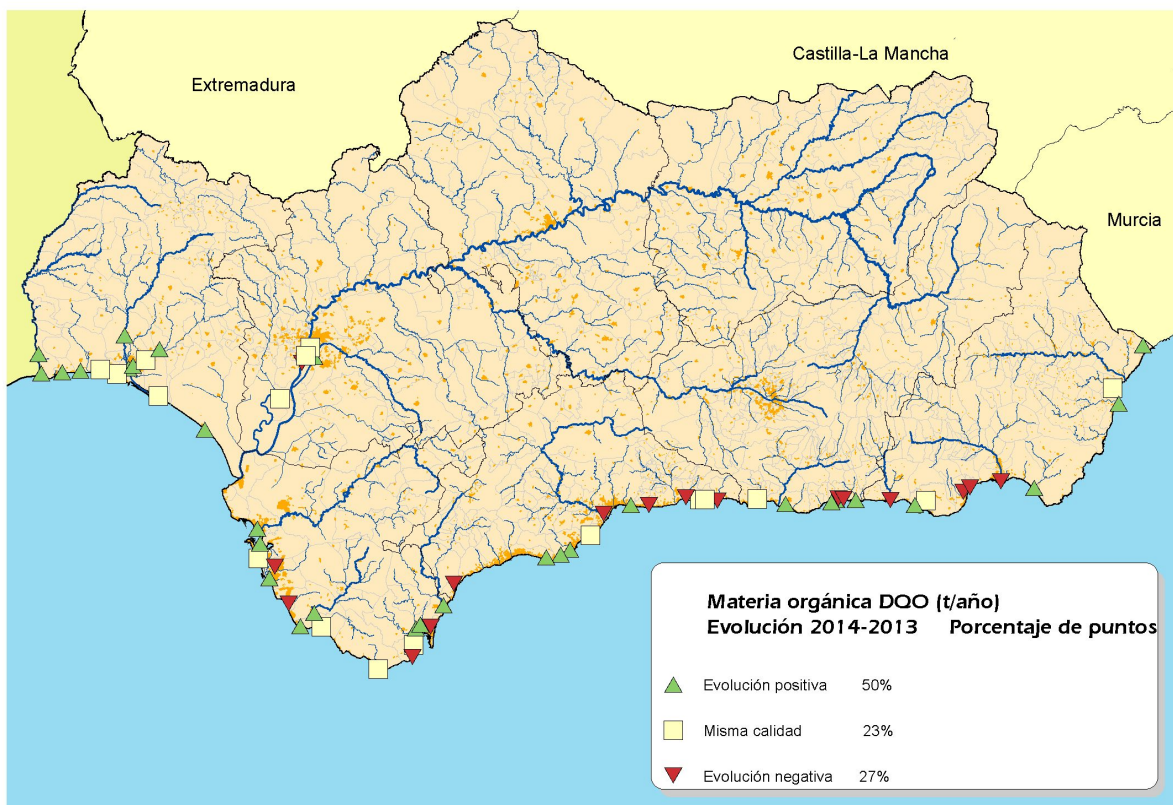 Castilla-La Mancha
Extremadura
Murcia
Materia orgánica DQO (t/año)
Evolución 2014-2013 Porcentaje de puntos
Evolución positiva 50%
Misma calidad 23%
Evolución negativa 27%